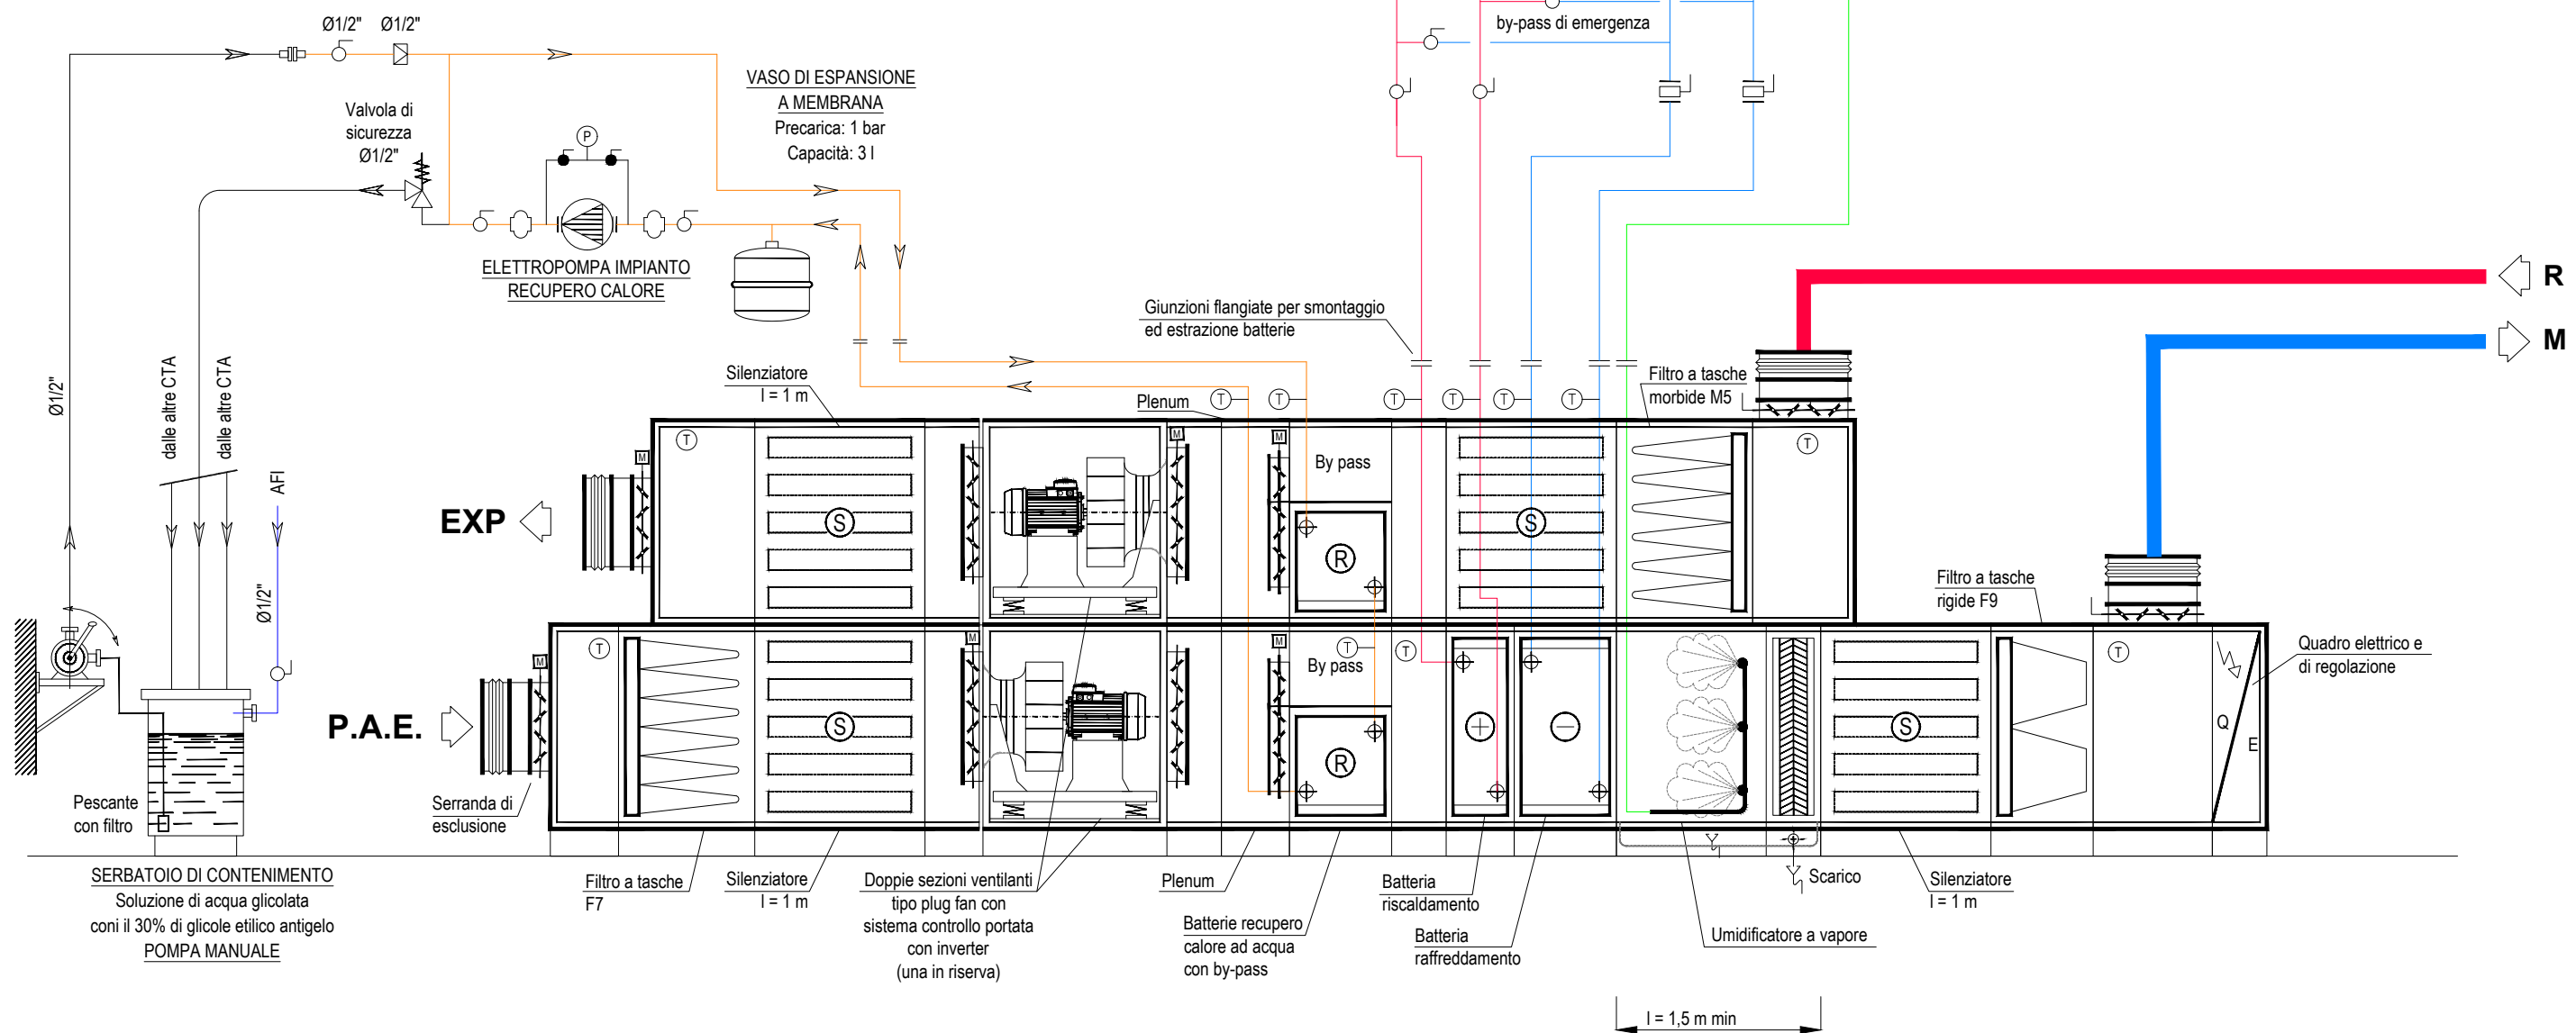 Ø1/2" Ø1/2"
by-pass di emergenza
VASO DI ESPANSIONE
A MEMBRANA
Precarica: 1 bar
Capacità: 3 l
Valvola di
sicurezza
Ø1/2"
P
ELETTROPOMPA IMPIANTO
RECUPERO CALORE
Giunzioni flangiate per smontaggio
ed estrazione batterie
R
M
Ø1/2"
dalle altre CTA
dalle altre CTA
AFI
Ø1/2"
Silenziatore
l = 1 m
Plenum
T T T T T T
Filtro a tasche
morbide M5
T
M
M
M
T
By pass
EXP
S
R
S
Filtro a tasche
rigide F9
Quadro elettrico e
di regolazione
T
M
M
M
T
T
T
By pass
P.A.E.
S
R
S
Q
E
Pescante
con filtro
Serranda di
esclusione
SERBATOIO DI CONTENIMENTO
Soluzione di acqua glicolata
coni il 30% di glicole etilico antigelo
POMPA MANUALE
Filtro a tasche
F7
Silenziatore
l = 1 m
Doppie sezioni ventilanti
tipo plug fan con
sistema controllo portata
con inverter
(una in riserva)
Plenum
Batterie recupero
calore ad acqua
con by-pass
Batteria
riscaldamento
Batteria
raffreddamento
Umidificatore a vapore
Scarico
Silenziatore
l = 1 m
l = 1,5 m min